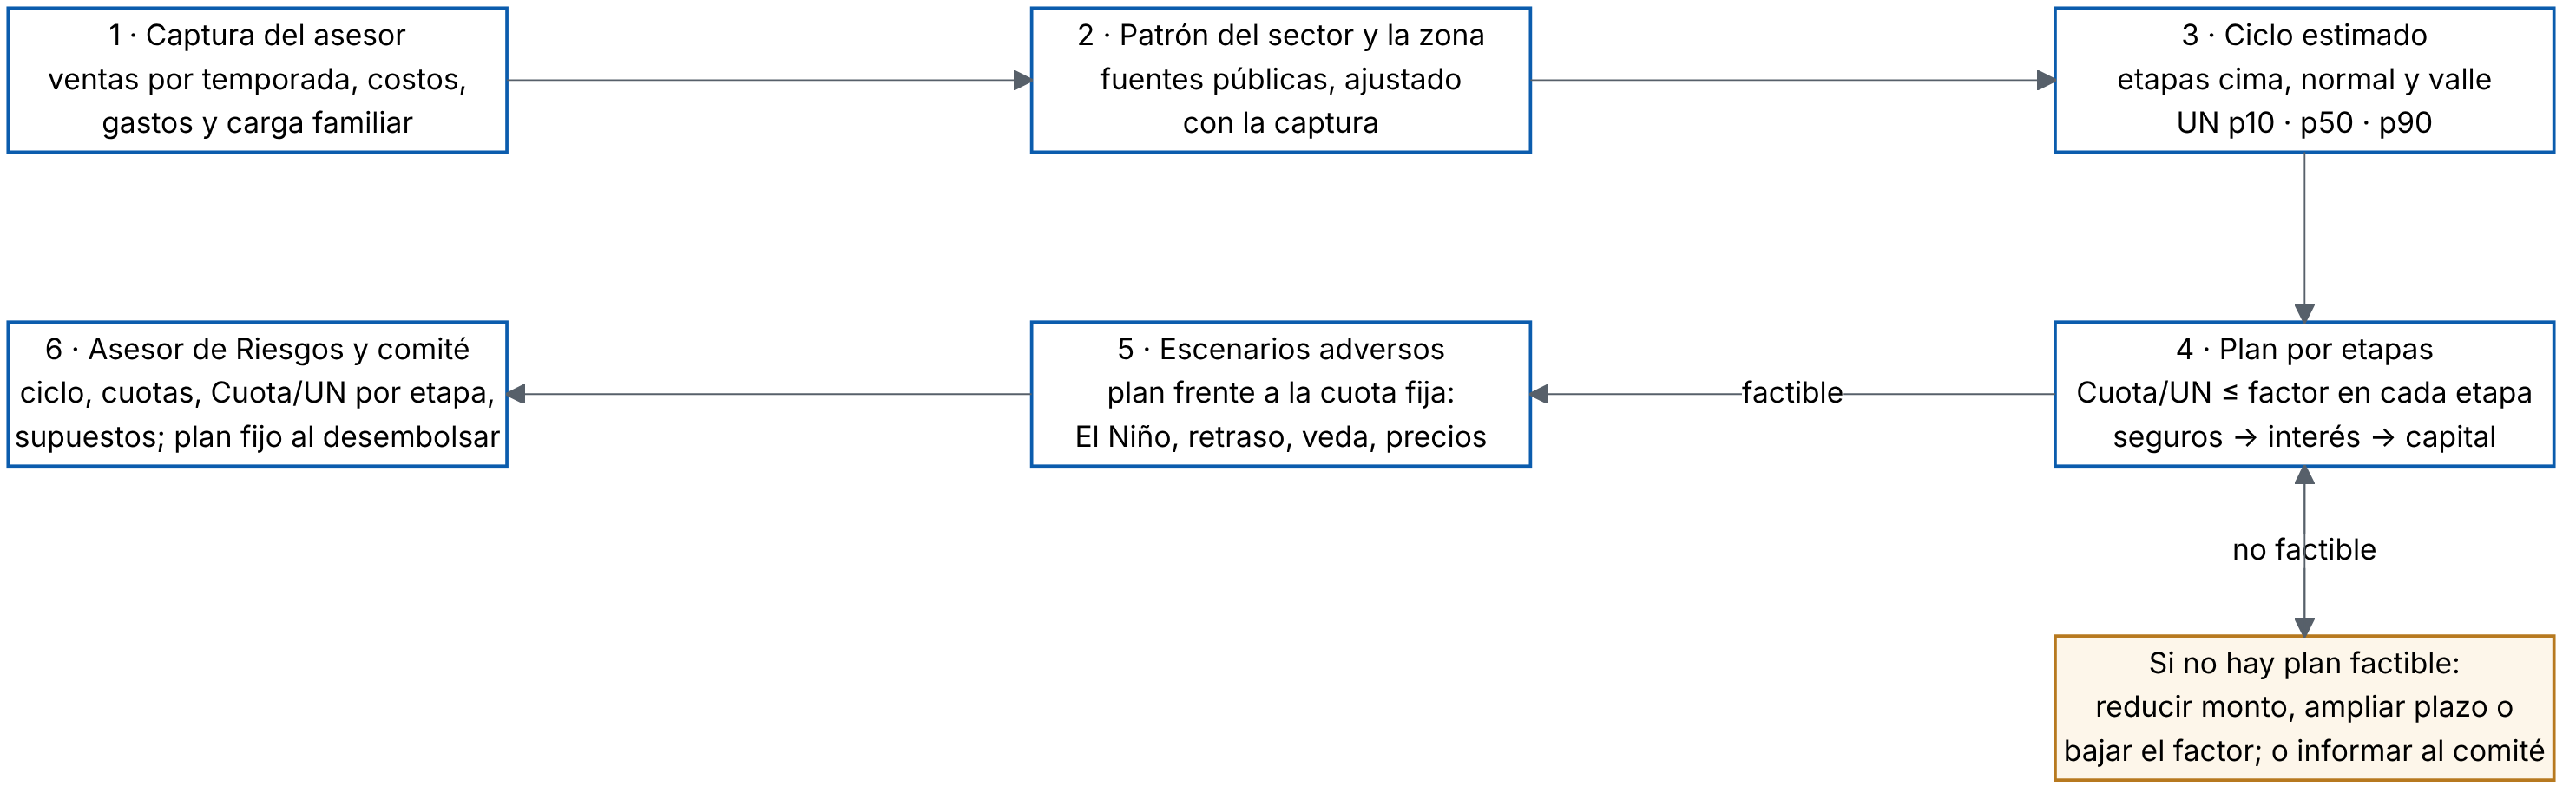 1 · Captura del asesor
ventas por temporada, costos,
gastos y carga familiar
2 · Patrón del sector y la zona
fuentes públicas, ajustado
con la captura
3 · Ciclo estimado
etapas cima, normal y valle
UN p10 · p50 · p90
4 · Plan por etapas
Cuota/UN ≤ factor en cada etapa
seguros → interés → capital
factible
5 · Escenarios adversos
plan frente a la cuota fija:
El Niño, retraso, veda, precios
6 · Asesor de Riesgos y comité
ciclo, cuotas, Cuota/UN por etapa,
supuestos; plan fijo al desembolsar
no factible
Si no hay plan factible:
reducir monto, ampliar plazo o
bajar el factor; o informar al comité